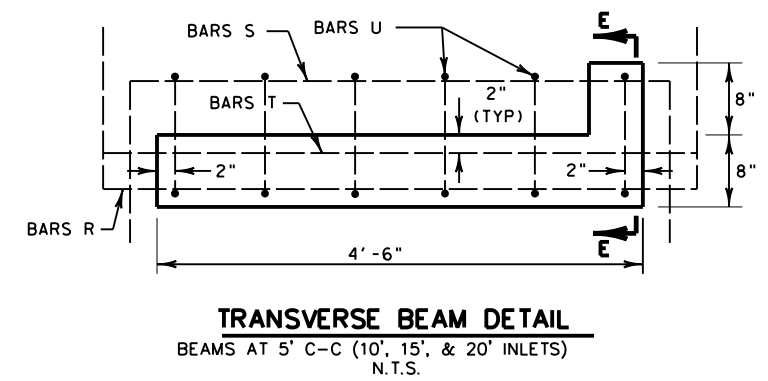 E
BARS S
BARS U
BARS T
2"
(TYP)
8"
2"
2"
8"
BARS R
E
4'-6"
TRANSVERSE BEAM DETAIL
BEAMS AT 5' C-C (10', 15', & 20' INLETS)
N.T.S.